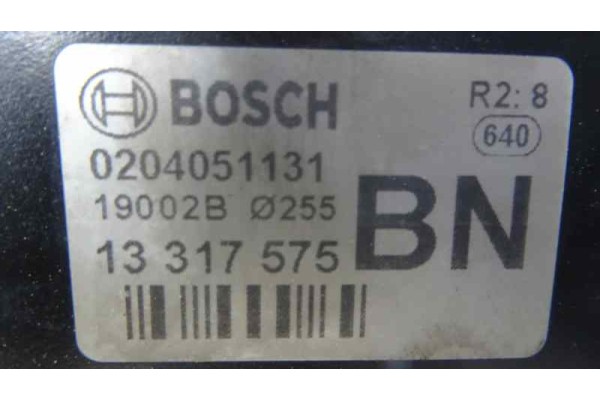 BOSCH R2: 8
640
0204051131
19002B Ø255
13 317 575 BN